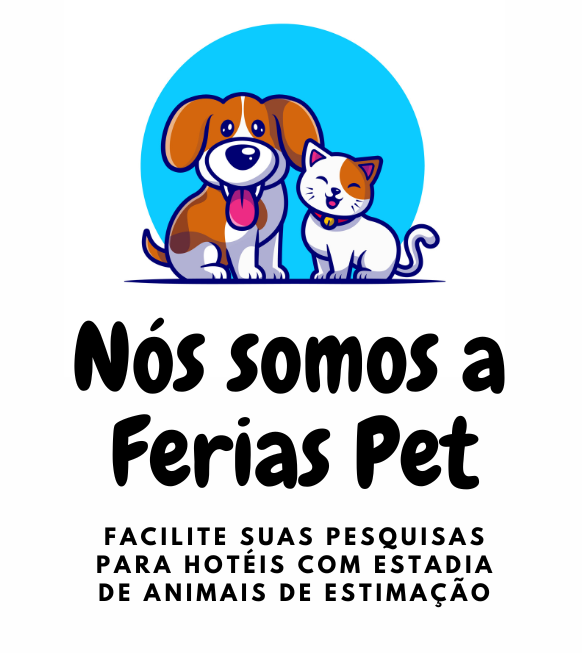 Nós somos a
Ferias Pet
FACILITE SUAS PESQUISAS
PARA HOTÉIS COM ESTADIA
DE ANIMAIS DE ESTIMAÇÃO